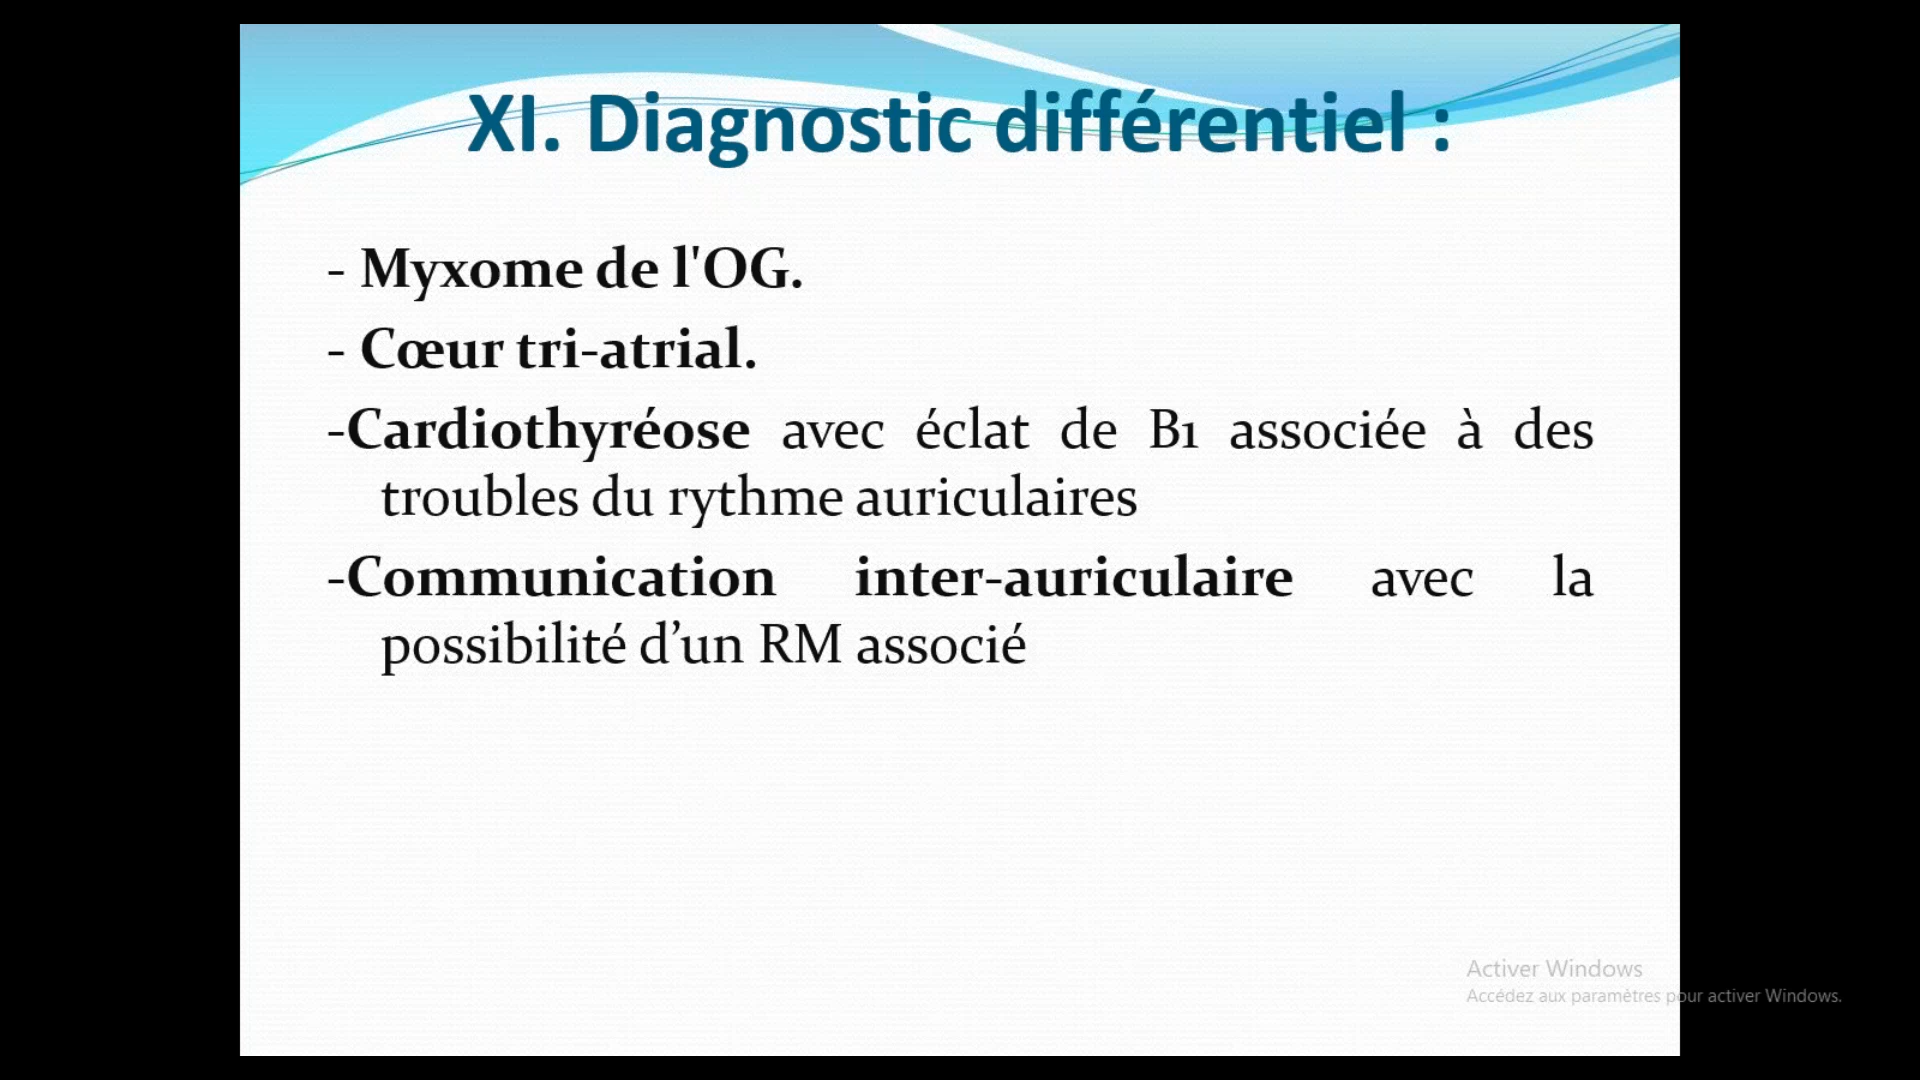 XI. Diagnostic différentiel :
- Myxome de l'OG.
- Cœur tri-atrial.
-Cardiothyréose avec éclat de B1 associée à des
troubles du rythme auriculaires
-Communication inter-auriculaire avec la
possibilité d’un RM associé
Activer Windows
Accédez aux paramètres pour activer Windows.